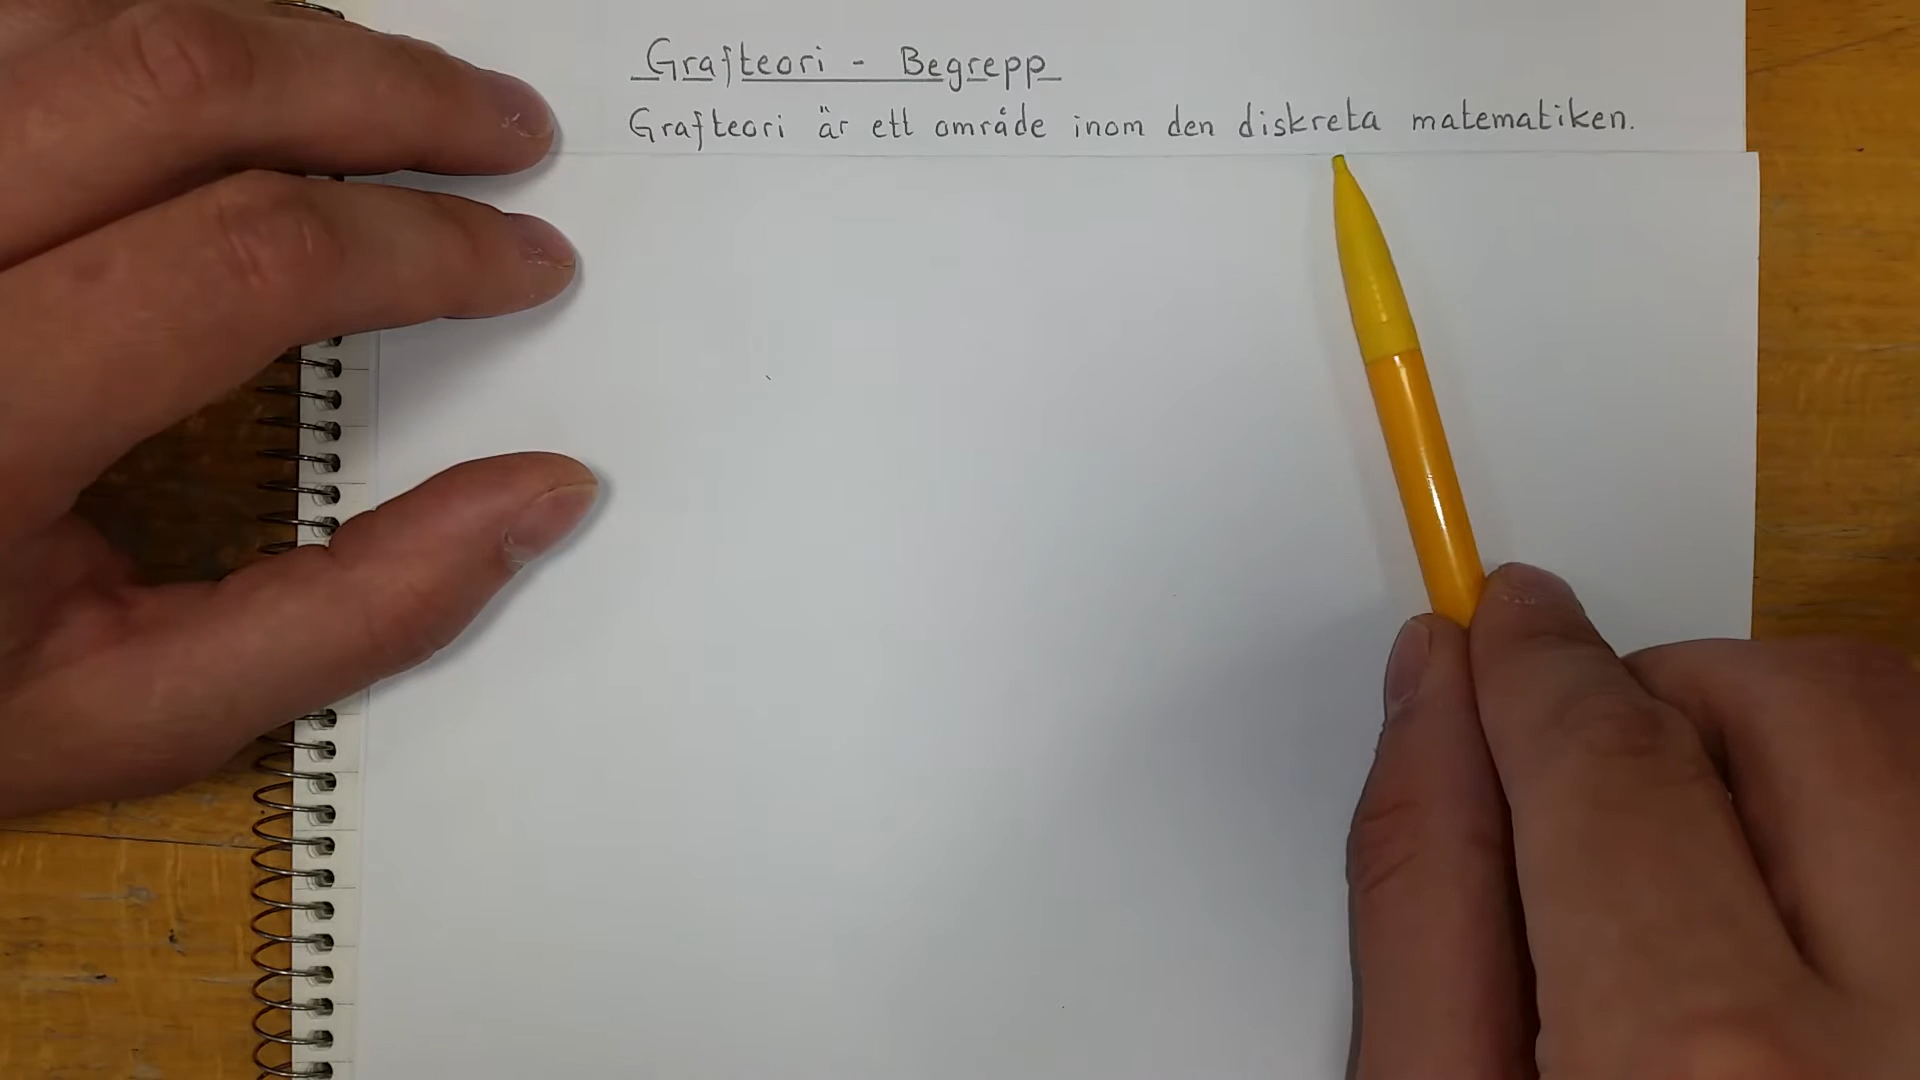 Grafteori - Begrepp
Grafteori är ett område inom den diskreta matematiken.